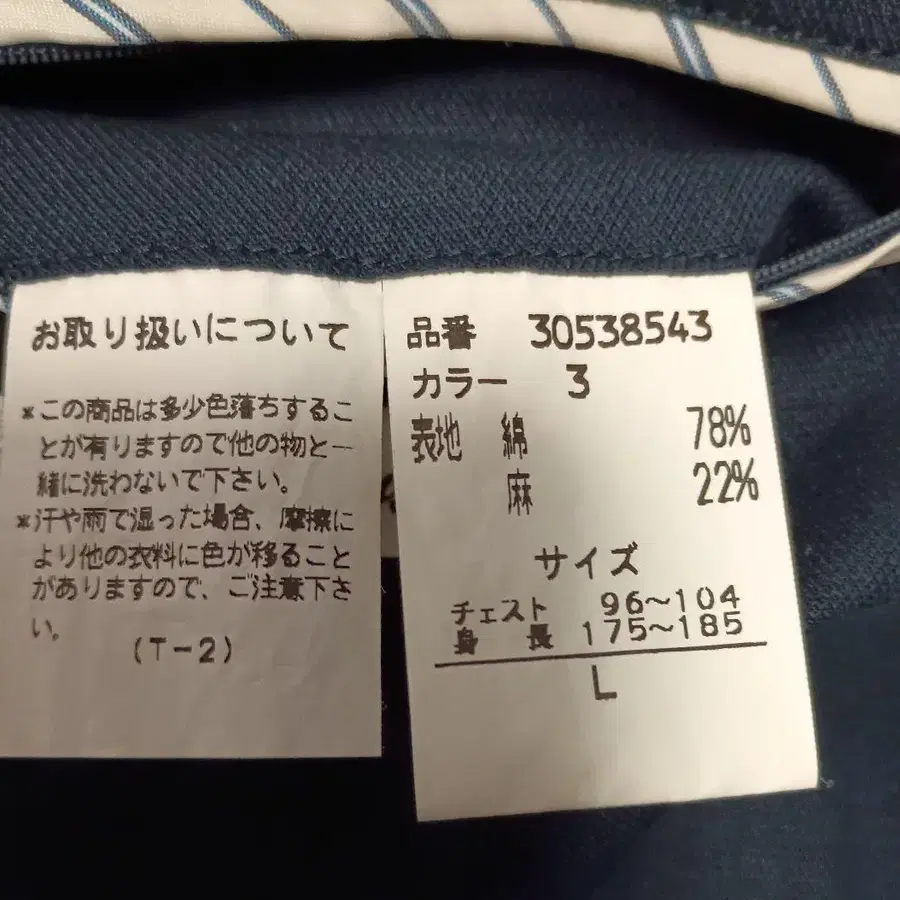 お取り扱いについて
*この商品は多少色落ちするこ
とが有りますので他の物と一
緒に洗わないで下さい。
*汗や雨で湿った場合、摩擦に
より他の衣料に色が移ること
がありますので、ご注意下さ
い。
(T-2)
品番 30538543
カラー 3
表地 綿 78%
麻 22%
サイズ
チェスト 96～104
身長 175～185
L